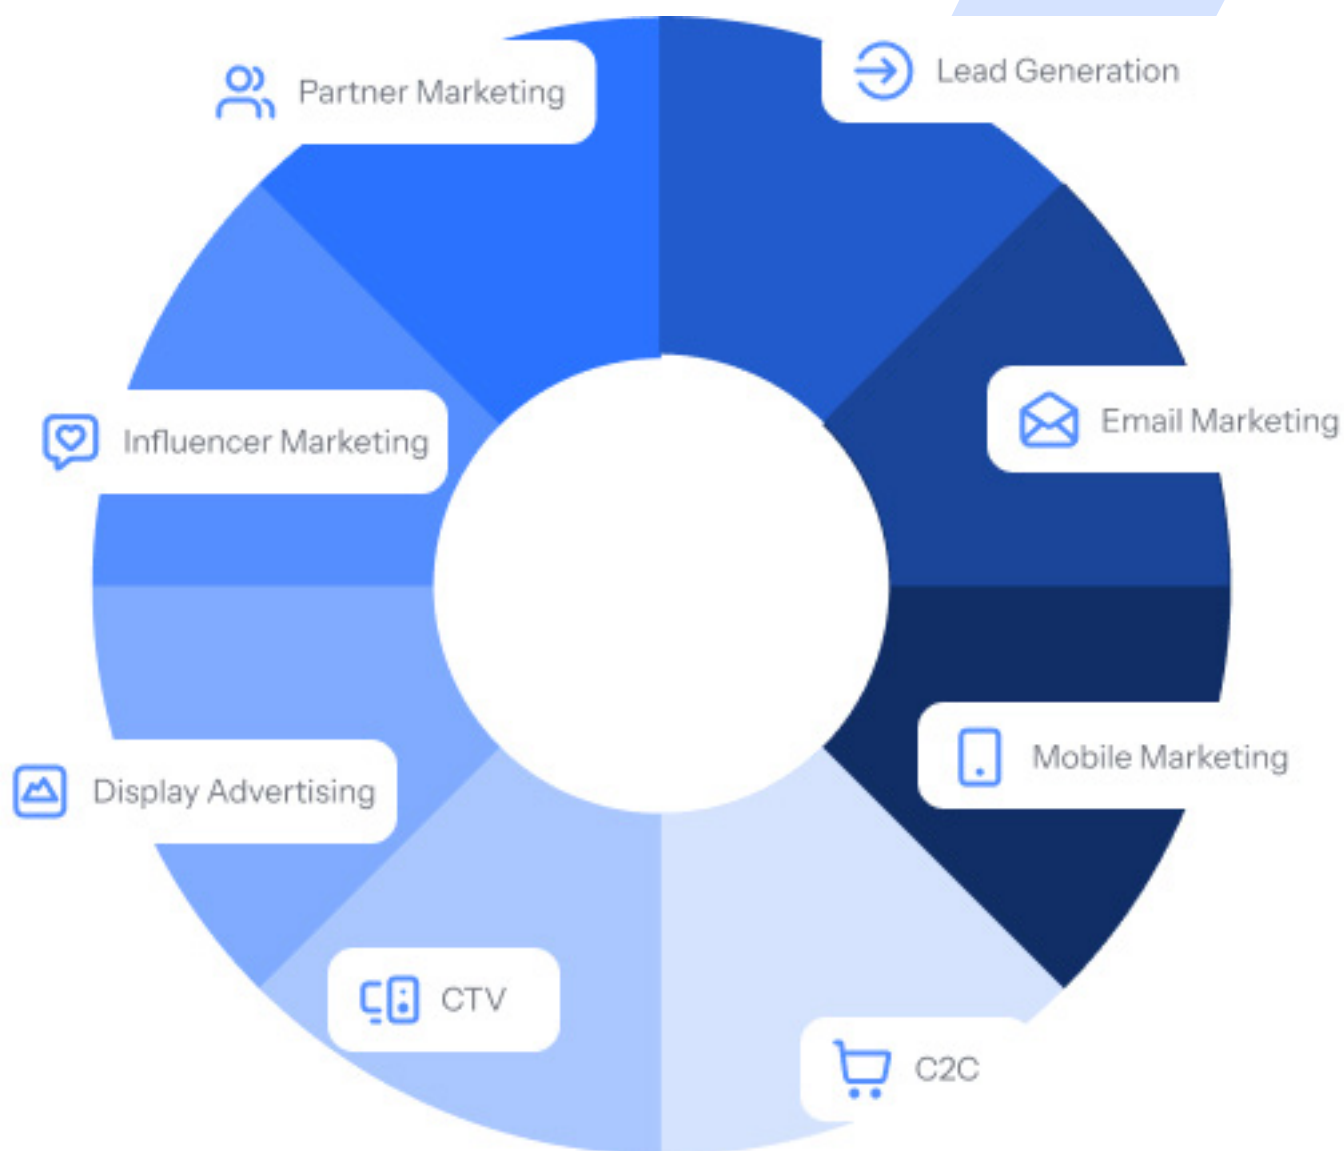 Partner Marketing
Lead Generation
Influencer Marketing
Email Marketing
Display Advertising
Mobile Marketing
CTV
C2C